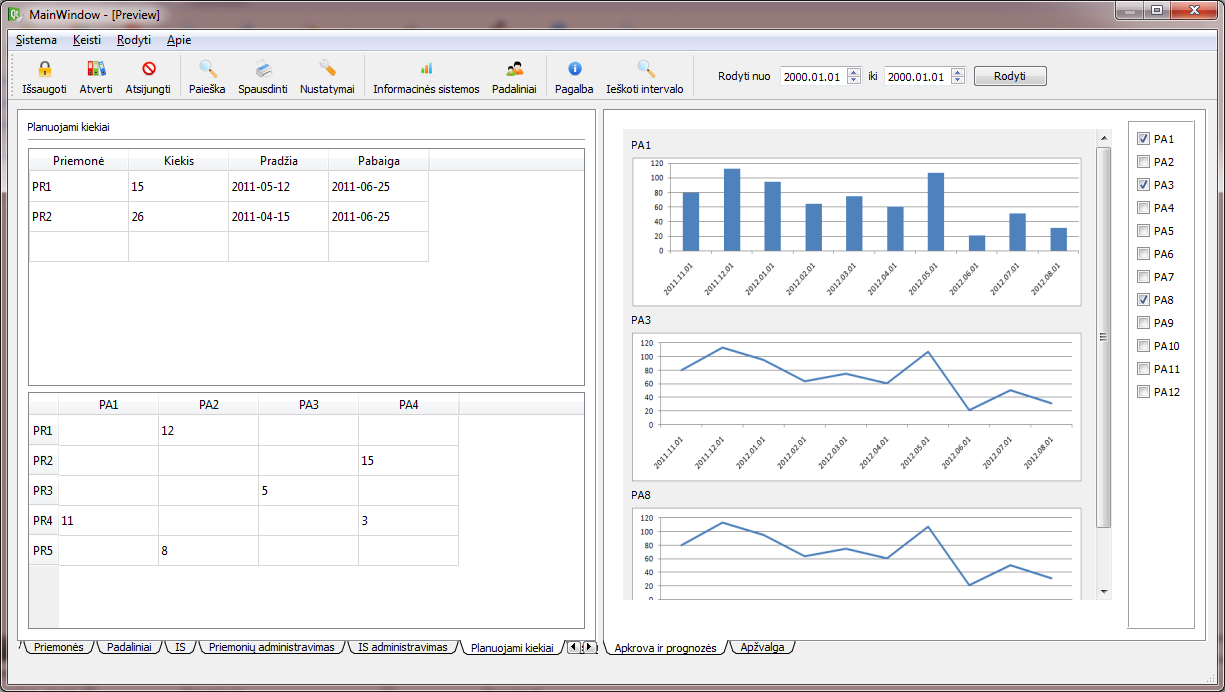 MainWindow - [Preview]
Sistema Keisti Rodyti Apie
Išsaugoti Atverti Atsijungti Paieška Spausdinti Nustatymai Informacinės sistemos Padaliniai Pagalba Ieškoti intervalo Rodyti nuo 2000.01.01 iki 2000.01.01 Rodyti
Planuojami kiekiai
Priemonė Kiekis Pradžia Pabaiga
PR1 15 2011-05-12 2011-06-25
PR2 26 2011-04-15 2011-06-25
PA1 PA2 PA3 PA4
PR1 12
PR2 15
PR3 5
PR4 11 3
PR5 8
Priemonės Padaliniai IS Priemonių administravimas IS administravimas Planuojami kiekiai
PA1
120
100
80
60
40
20
0
2011.11.01 2011.12.01 2012.01.01 2012.02.01 2012.03.01 2012.04.01 2012.05.01 2012.06.01 2012.07.01 2012.08.01
PA3
120
100
80
60
40
20
0
2011.11.01 2011.12.01 2012.01.01 2012.02.01 2012.03.01 2012.04.01 2012.05.01 2012.06.01 2012.07.01 2012.08.01
PA8
120
100
80
60
40
20
0
PA1
PA2
PA3
PA4
PA5
PA6
PA7
PA8
PA9
PA10
PA11
PA12
Apkrova ir prognozės Apžvalga